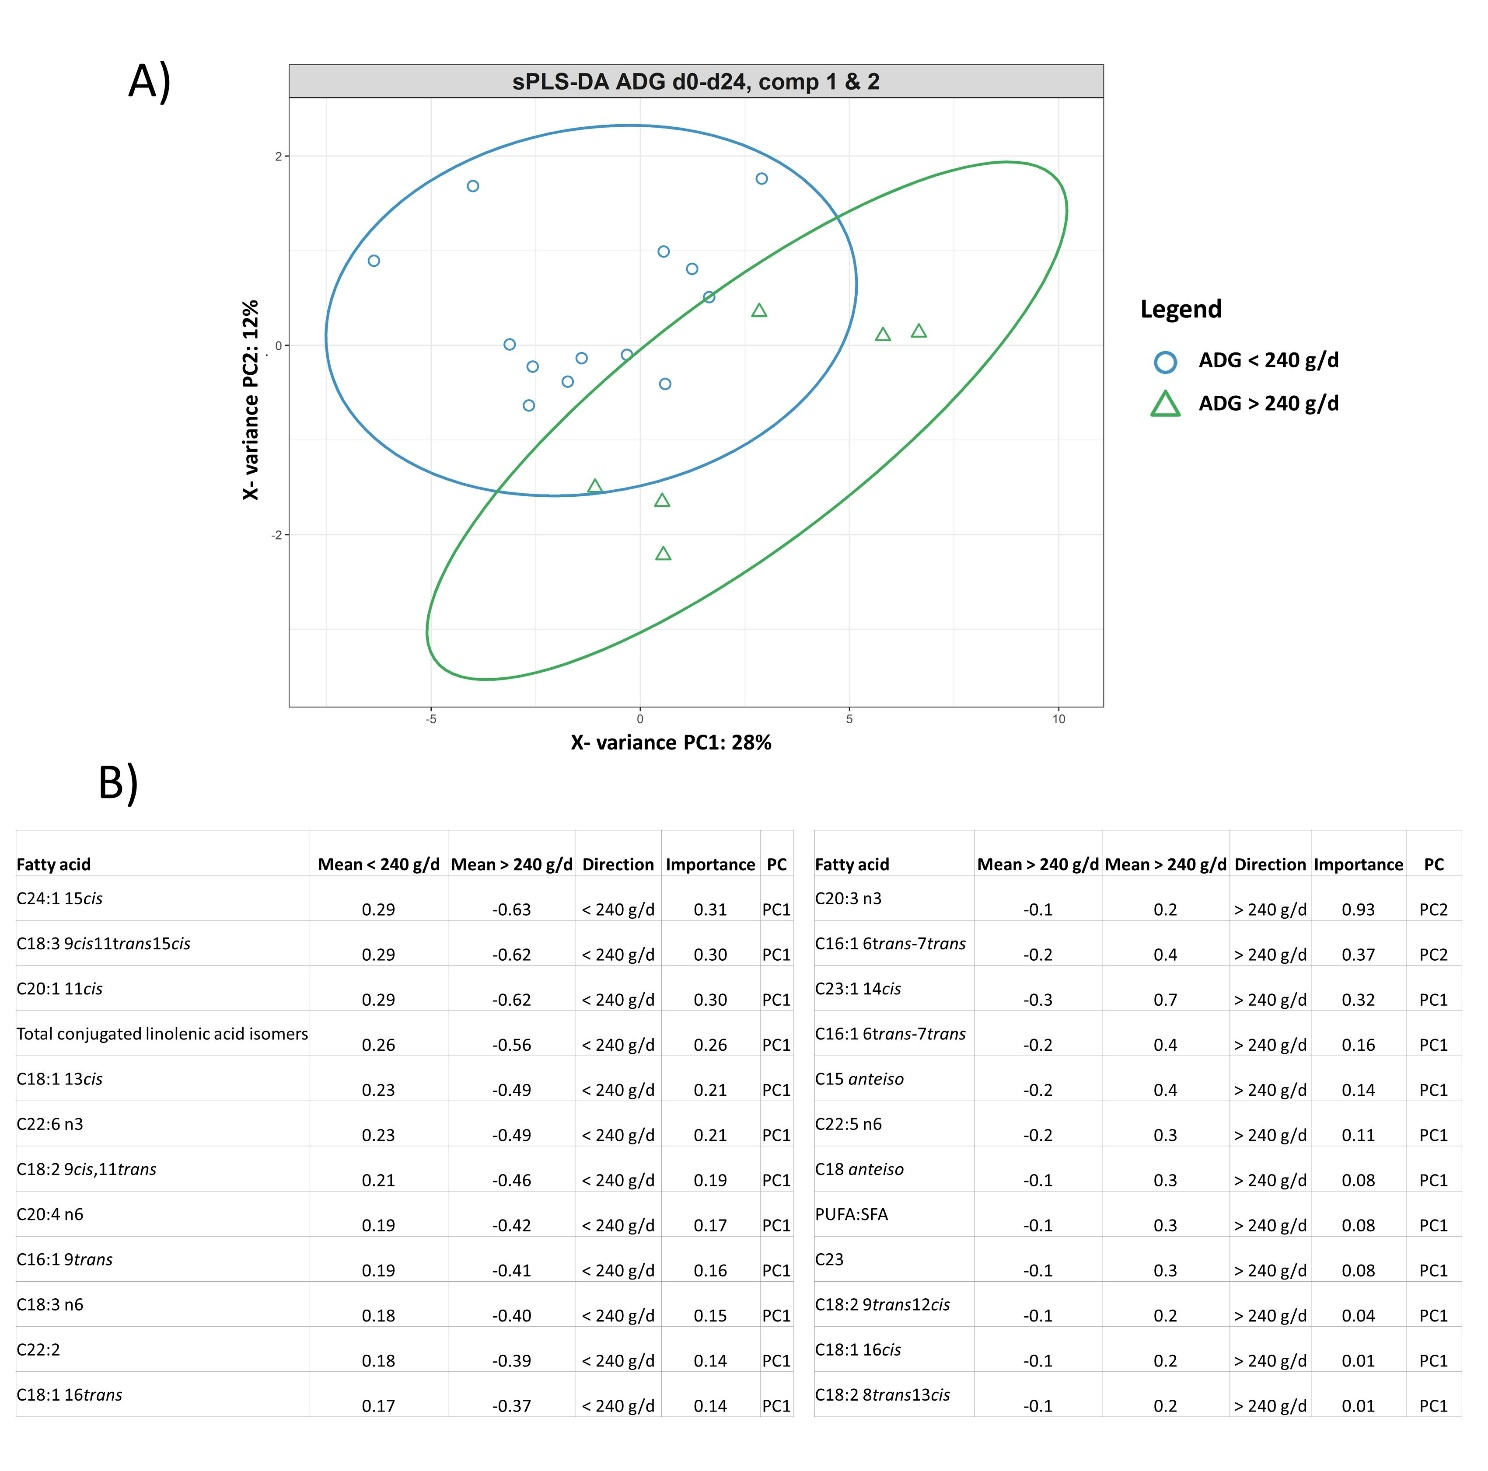 A)
sPLS-DA ADG d0-d24, comp 1 & 2
X- variance PC2: 12%
2
0
-2
-5
0
5
10
X- variance PC1: 28%
Legend
ADG < 240 g/d
ADG > 240 g/d
B)
Fatty acid Mean < 240 g/d Mean > 240 g/d Direction Importance PC
C24:1 15cis 0.29 -0.63 < 240 g/d 0.31 PC1
C18:3 9cis11trans15cis 0.29 -0.62 < 240 g/d 0.30 PC1
C20:1 11cis 0.29 -0.62 < 240 g/d 0.30 PC1
Total conjugated linolenic acid isomers 0.26 -0.56 < 240 g/d 0.26 PC1
C18:1 13cis 0.23 -0.49 < 240 g/d 0.21 PC1
C22:6 n3 0.23 -0.49 < 240 g/d 0.21 PC1
C18:2 9cis,11trans 0.21 -0.46 < 240 g/d 0.19 PC1
C20:4 n6 0.19 -0.42 < 240 g/d 0.17 PC1
C16:1 9trans 0.19 -0.41 < 240 g/d 0.16 PC1
C18:3 n6 0.18 -0.40 < 240 g/d 0.15 PC1
C22:2 0.18 -0.39 < 240 g/d 0.14 PC1
C18:1 16trans 0.17 -0.37 < 240 g/d 0.14 PC1
Fatty acid Mean > 240 g/d Mean > 240 g/d Direction Importance PC
C20:3 n3 -0.1 0.2 > 240 g/d 0.93 PC2
C16:1 6trans-7trans -0.2 0.4 > 240 g/d 0.37 PC2
C23:1 14cis -0.3 0.7 > 240 g/d 0.32 PC1
C16:1 6trans-7trans -0.2 0.4 > 240 g/d 0.16 PC1
C15 anteiso -0.2 0.4 > 240 g/d 0.14 PC1
C22:5 n6 -0.2 0.3 > 240 g/d 0.11 PC1
C18 anteiso -0.1 0.3 > 240 g/d 0.08 PC1
PUFA:SFA -0.1 0.3 > 240 g/d 0.08 PC1
C23 -0.1 0.3 > 240 g/d 0.08 PC1
C18:2 9trans12cis -0.1 0.2 > 240 g/d 0.04 PC1
C18:1 16cis -0.1 0.2 > 240 g/d 0.01 PC1
C18:2 8trans13cis -0.1 0.2 > 240 g/d 0.01 PC1